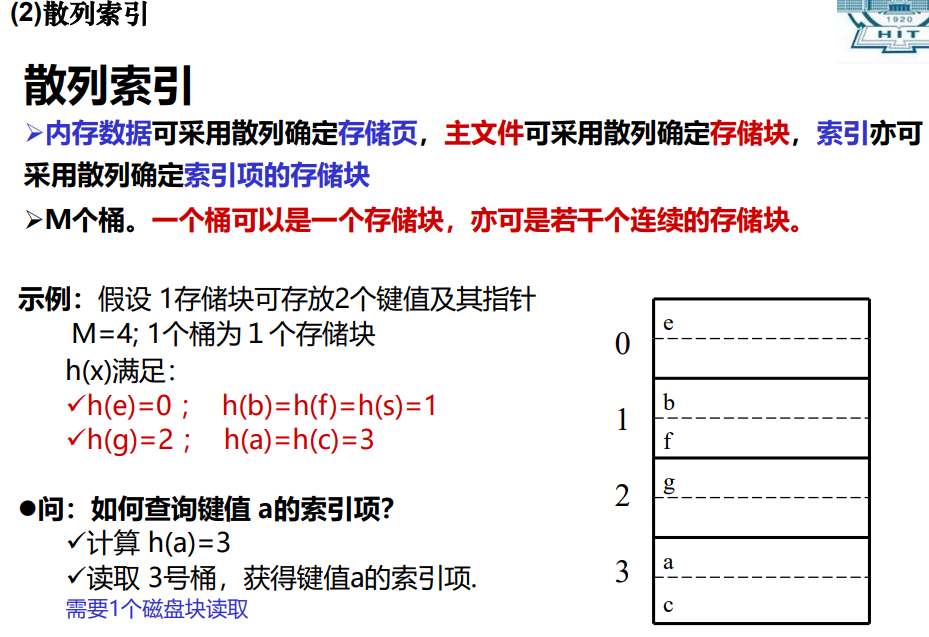 (2)散列索引
1920
HIT
散列索引
➢内存数据可采用散列确定存储页，主文件可采用散列确定存储块，索引亦可
采用散列确定索引项的存储块
➢M个桶。一个桶可以是一个存储块，亦可是若干个连续的存储块。
示例：假设 1存储块可存放2个键值及其指针
M=4; 1个桶为 1 个存储块
h(x)满足：
✓h(e)=0 ； h(b)=h(f)=h(s)=1
✓h(g)=2 ； h(a)=h(c)=3
●问：如何查询键值 a的索引项?
✓计算 h(a)=3
✓读取 3号桶，获得键值a的索引项.
需要1个磁盘块读取
0
e
1
b
f
2
g
3
a
c